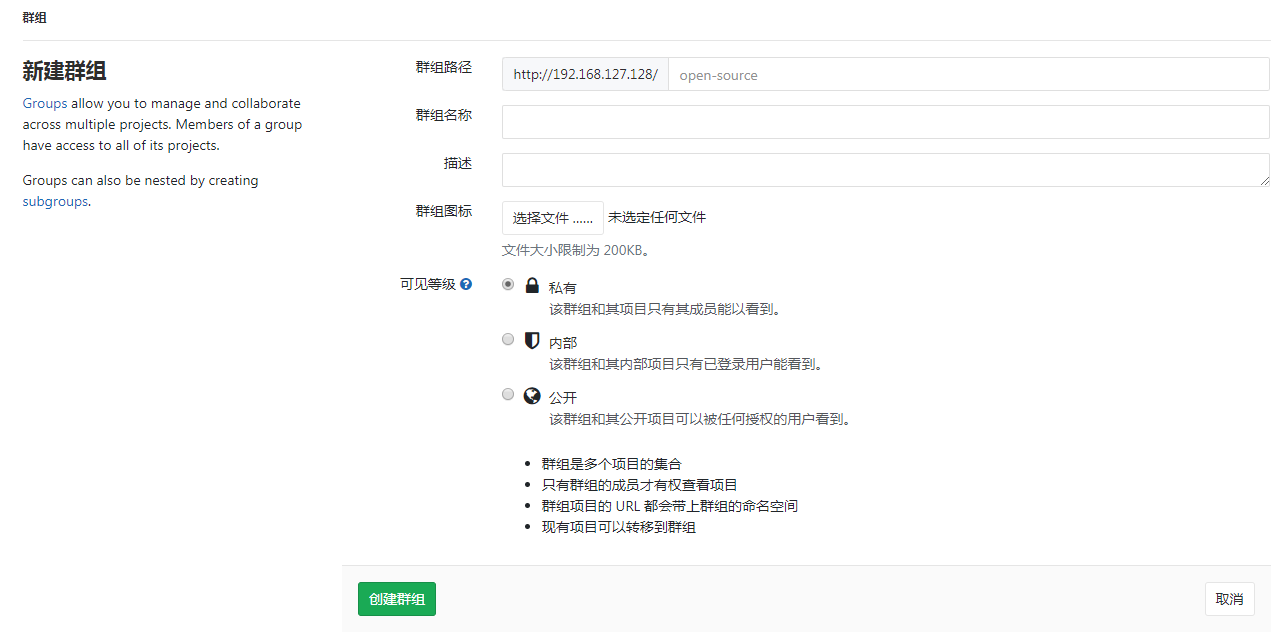 群组
新建群组
Groups allow you to manage and collaborate
across multiple projects. Members of a group
have access to all of its projects.
Groups can also be nested by creating
subgroups.
群组路径
http://192.168.127.128/
open-source
群组名称
描述
群组图标
选择文件 ......
未选定任何文件
文件大小限制为 200KB。
可见等级
私有
该群组和其项目只有其成员能以看到。
内部
该群组和其内部项目只有已登录用户能看到。
公开
该群组和其公开项目可以被任何授权的用户看到。
群组是多个项目的集合
只有群组的成员才有权查看项目
群组项目的 URL 都会带上群组的命名空间
现有项目可以转移到群组
创建群组
取消